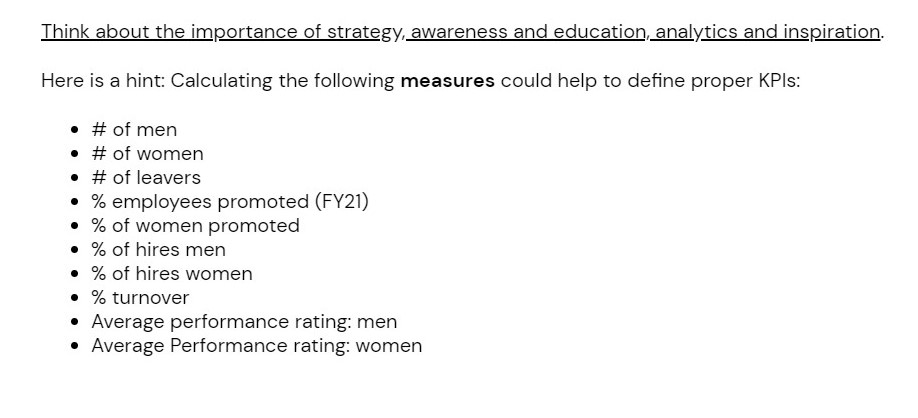 Think about the importance of strategy, awareness and education, analytics and inspiration.
Here is a hint: Calculating the following measures could help to define proper KPIs:
• # of men
• # of women
• # of leavers
• % employees promoted (FY21)
• % of women promoted
• % of hires men
• % of hires women
• % turnover
• Average performance rating: men
• Average Performance rating: women